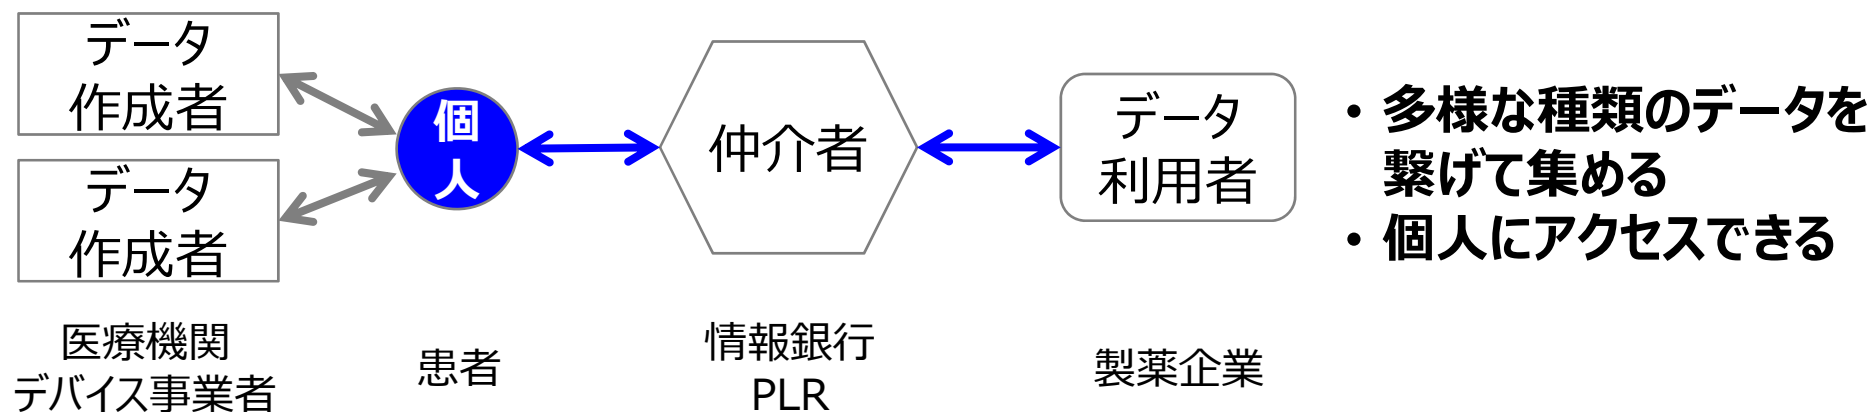 データ
作成者
データ
作成者
個
人
仲介者
データ
利用者
・多様な種類のデータを
繋げて集める
・個人にアクセスできる
医療機関
デバイス事業者
患者
情報銀行
PLR
製薬企業